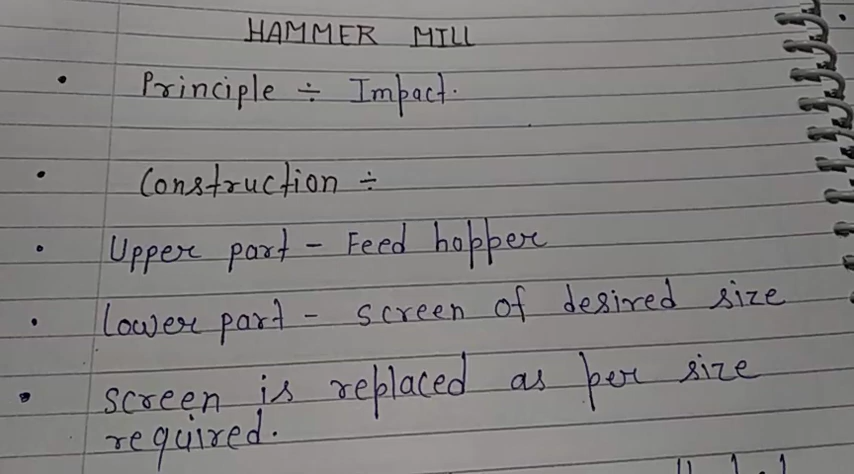 HAMMER MILL
• Principle ÷ Impact.
• Construction ÷
• Upper part - Feed hopper
• Lower part - screen of desired size
• screen is replaced as per size
required.